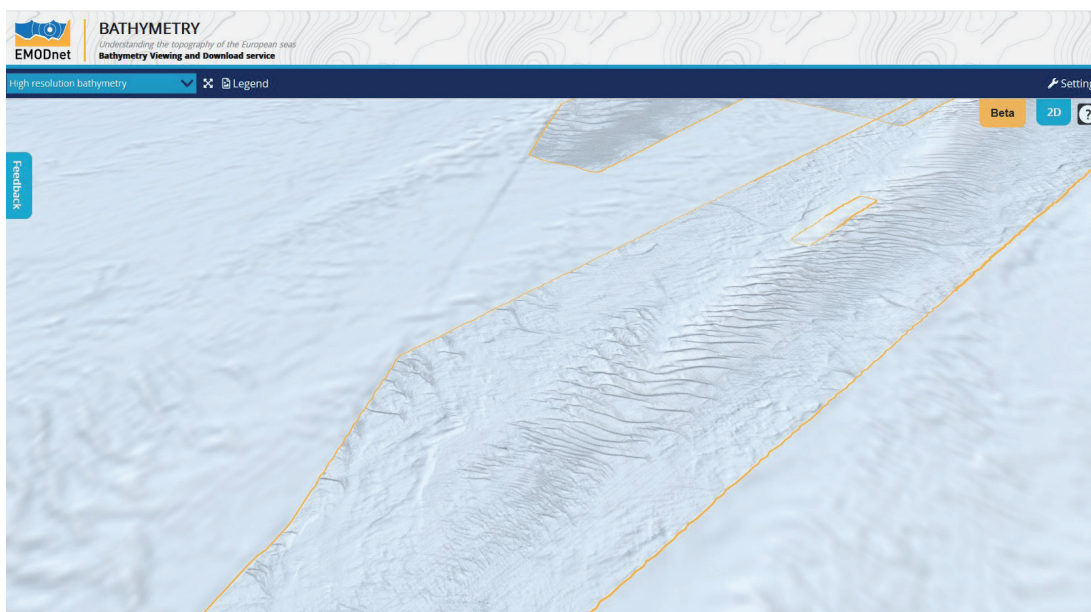 BATHYMETRY
Understanding the topography of the European seas
EMODnet
Bathymetry Viewing and Download service
High resolution bathymetry
Legend
Setting
Beta
2D
?
Feedback